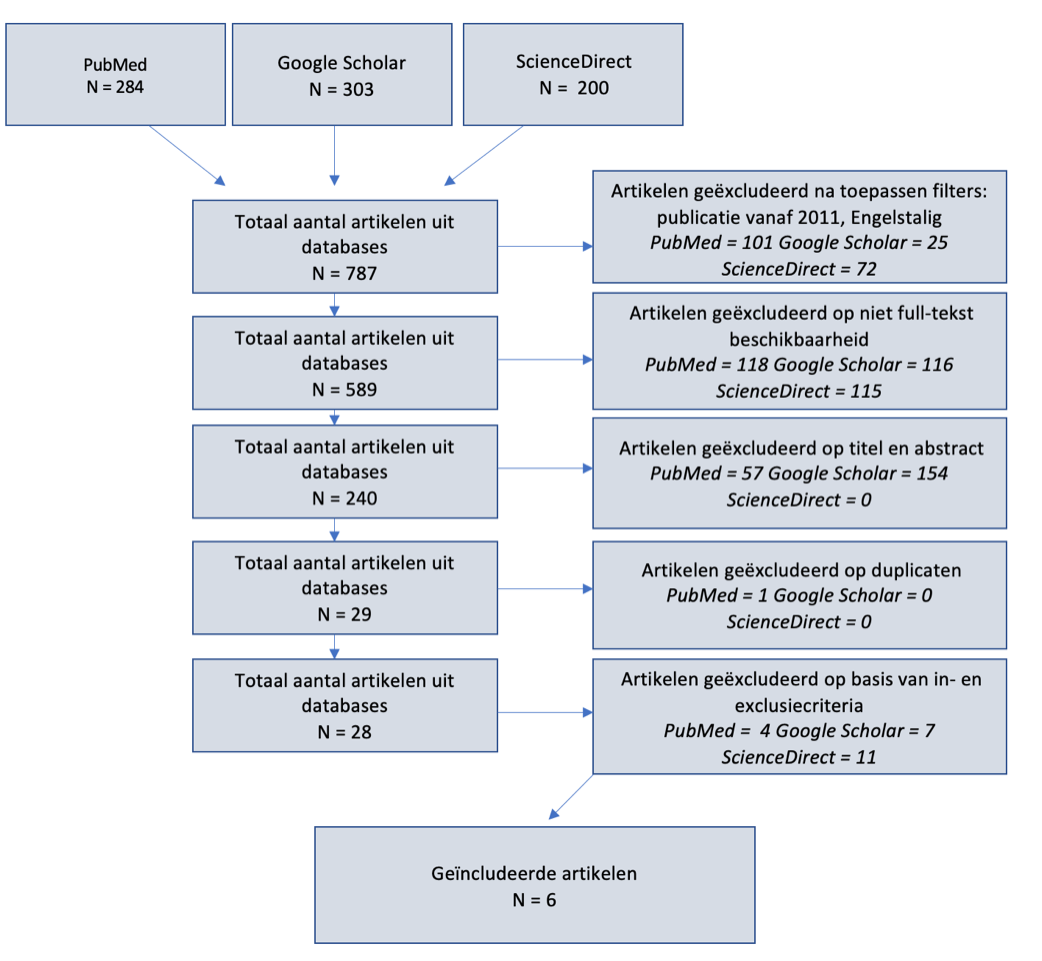 PubMed
N = 284
Google Scholar
N = 303
ScienceDirect
N = 200
Totaal aantal artikelen uit
databases
N = 787
Artikelen geëxcludeerd na toepassen filters:
publicatie vanaf 2011, Engelstalig
PubMed = 101 Google Scholar = 25
ScienceDirect = 72
Totaal aantal artikelen uit
databases
N = 589
Artikelen geëxcludeerd op niet full-tekst
beschikbaarheid
PubMed = 118 Google Scholar = 116
ScienceDirect = 115
Totaal aantal artikelen uit
databases
N = 240
Artikelen geëxcludeerd op titel en abstract
PubMed = 57 Google Scholar = 154
ScienceDirect = 0
Totaal aantal artikelen uit
databases
N = 29
Artikelen geëxcludeerd op duplicaten
PubMed = 1 Google Scholar = 0
ScienceDirect = 0
Totaal aantal artikelen uit
databases
N = 28
Artikelen geëxcludeerd op basis van in- en
exclusiecriteria
PubMed = 4 Google Scholar = 7
ScienceDirect = 11
Geïncludeerde artikelen
N = 6